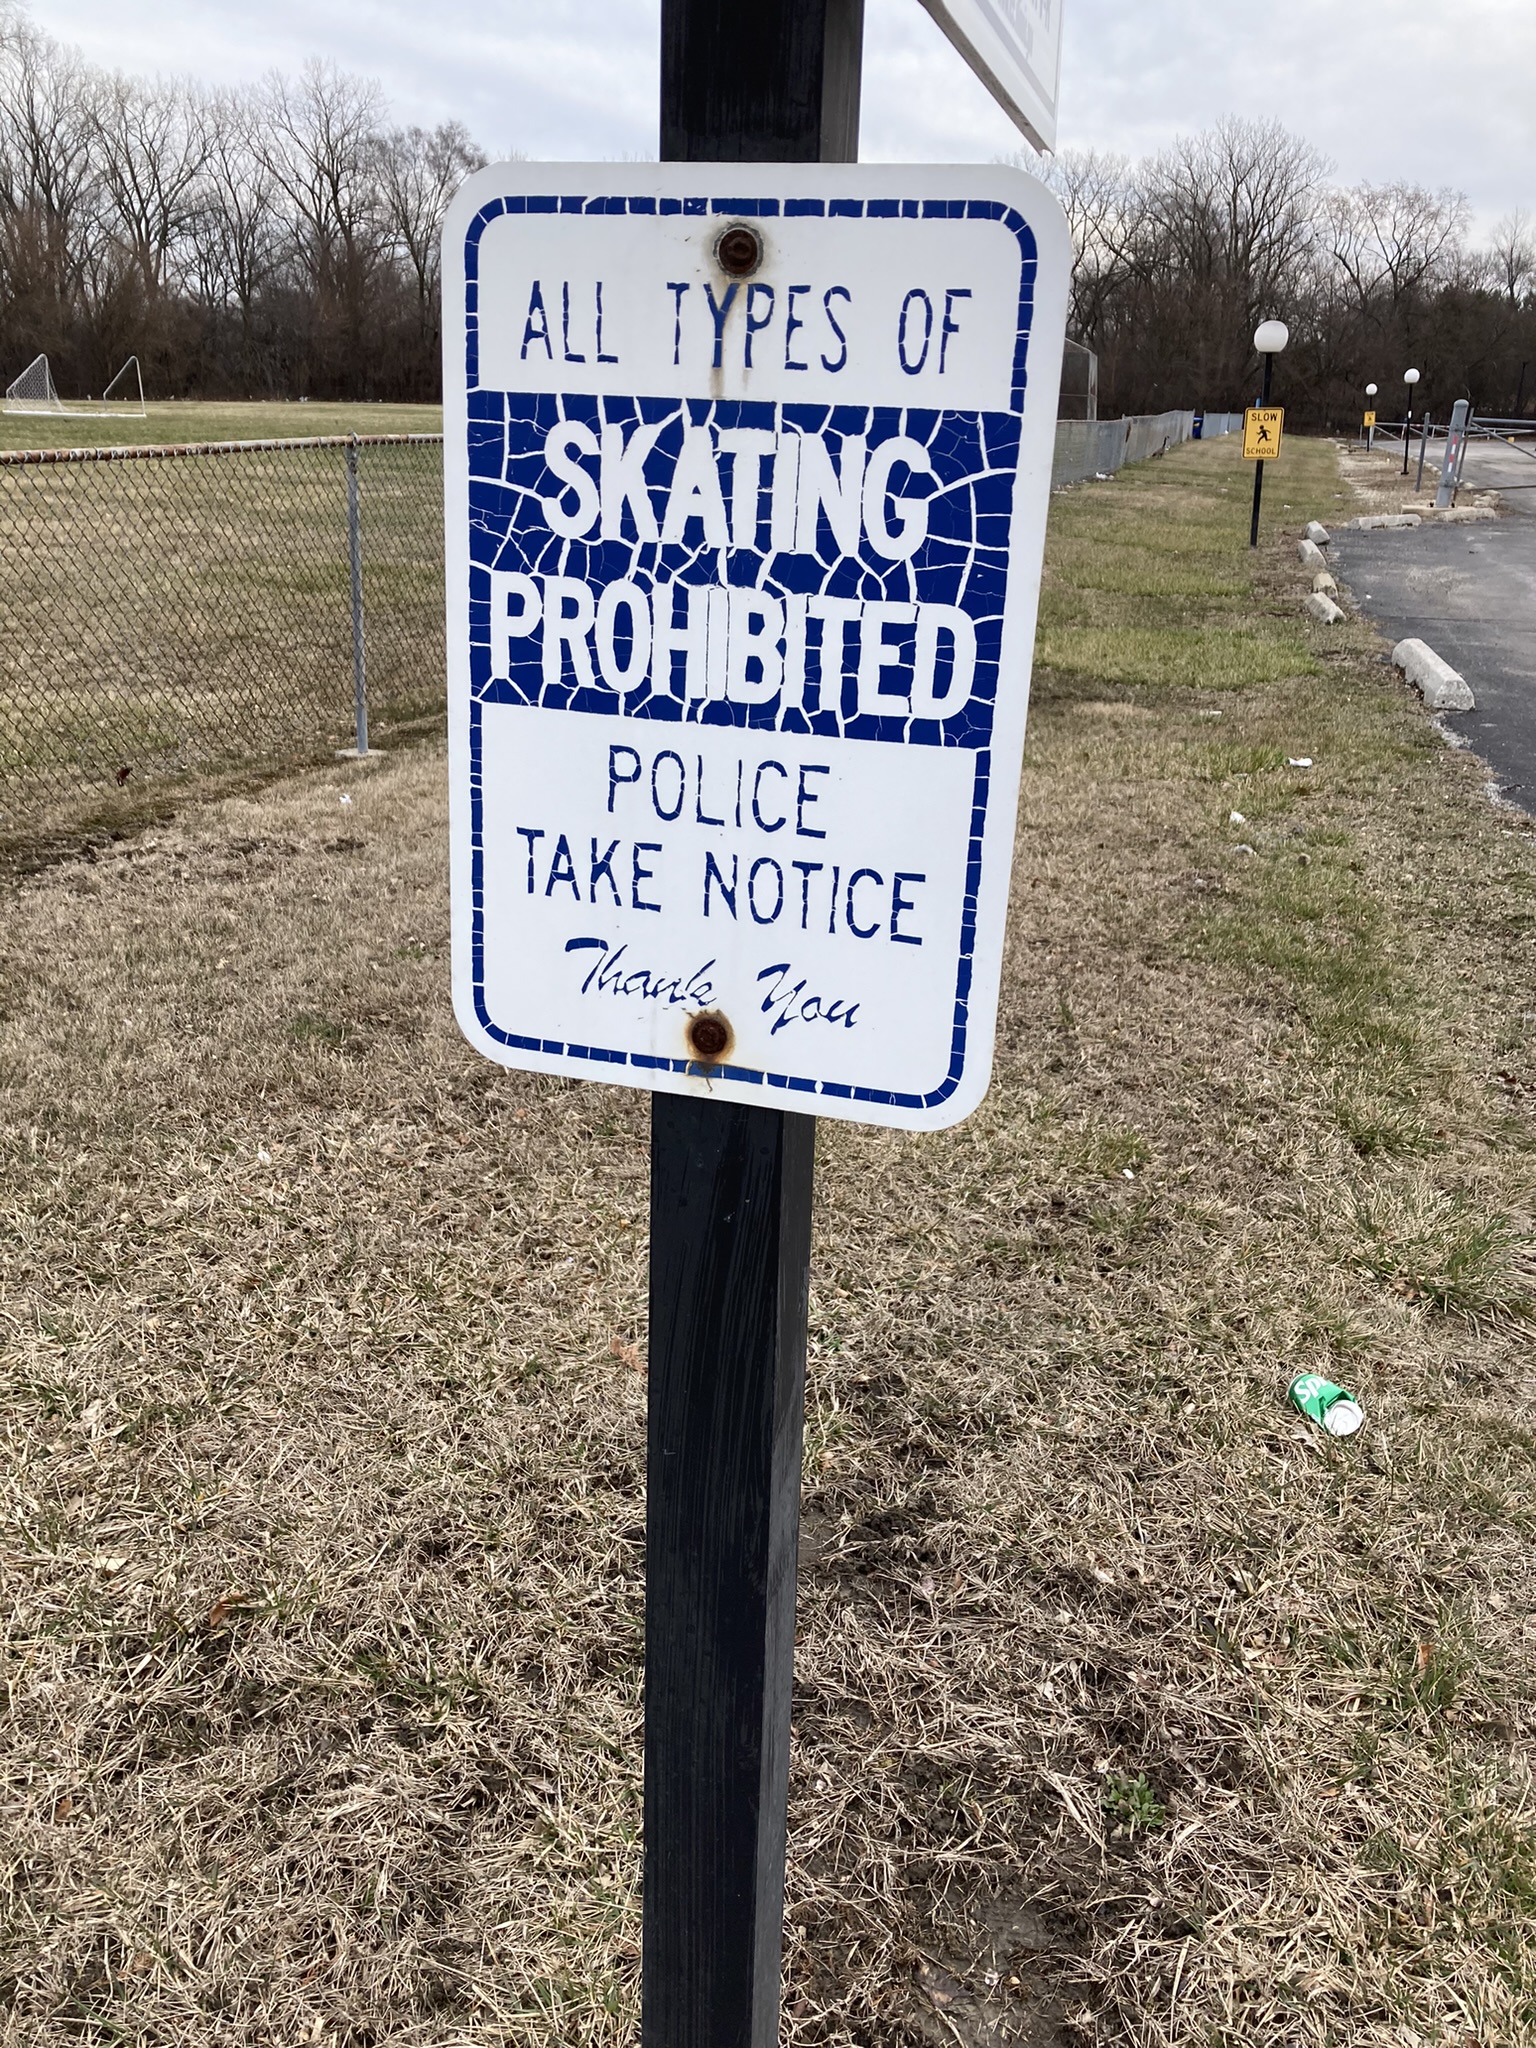 ALL TYPES OF
SKATING
PROHIBITED
POLICE
TAKE NOTICE
Thank You
SLOW
SCHOOL